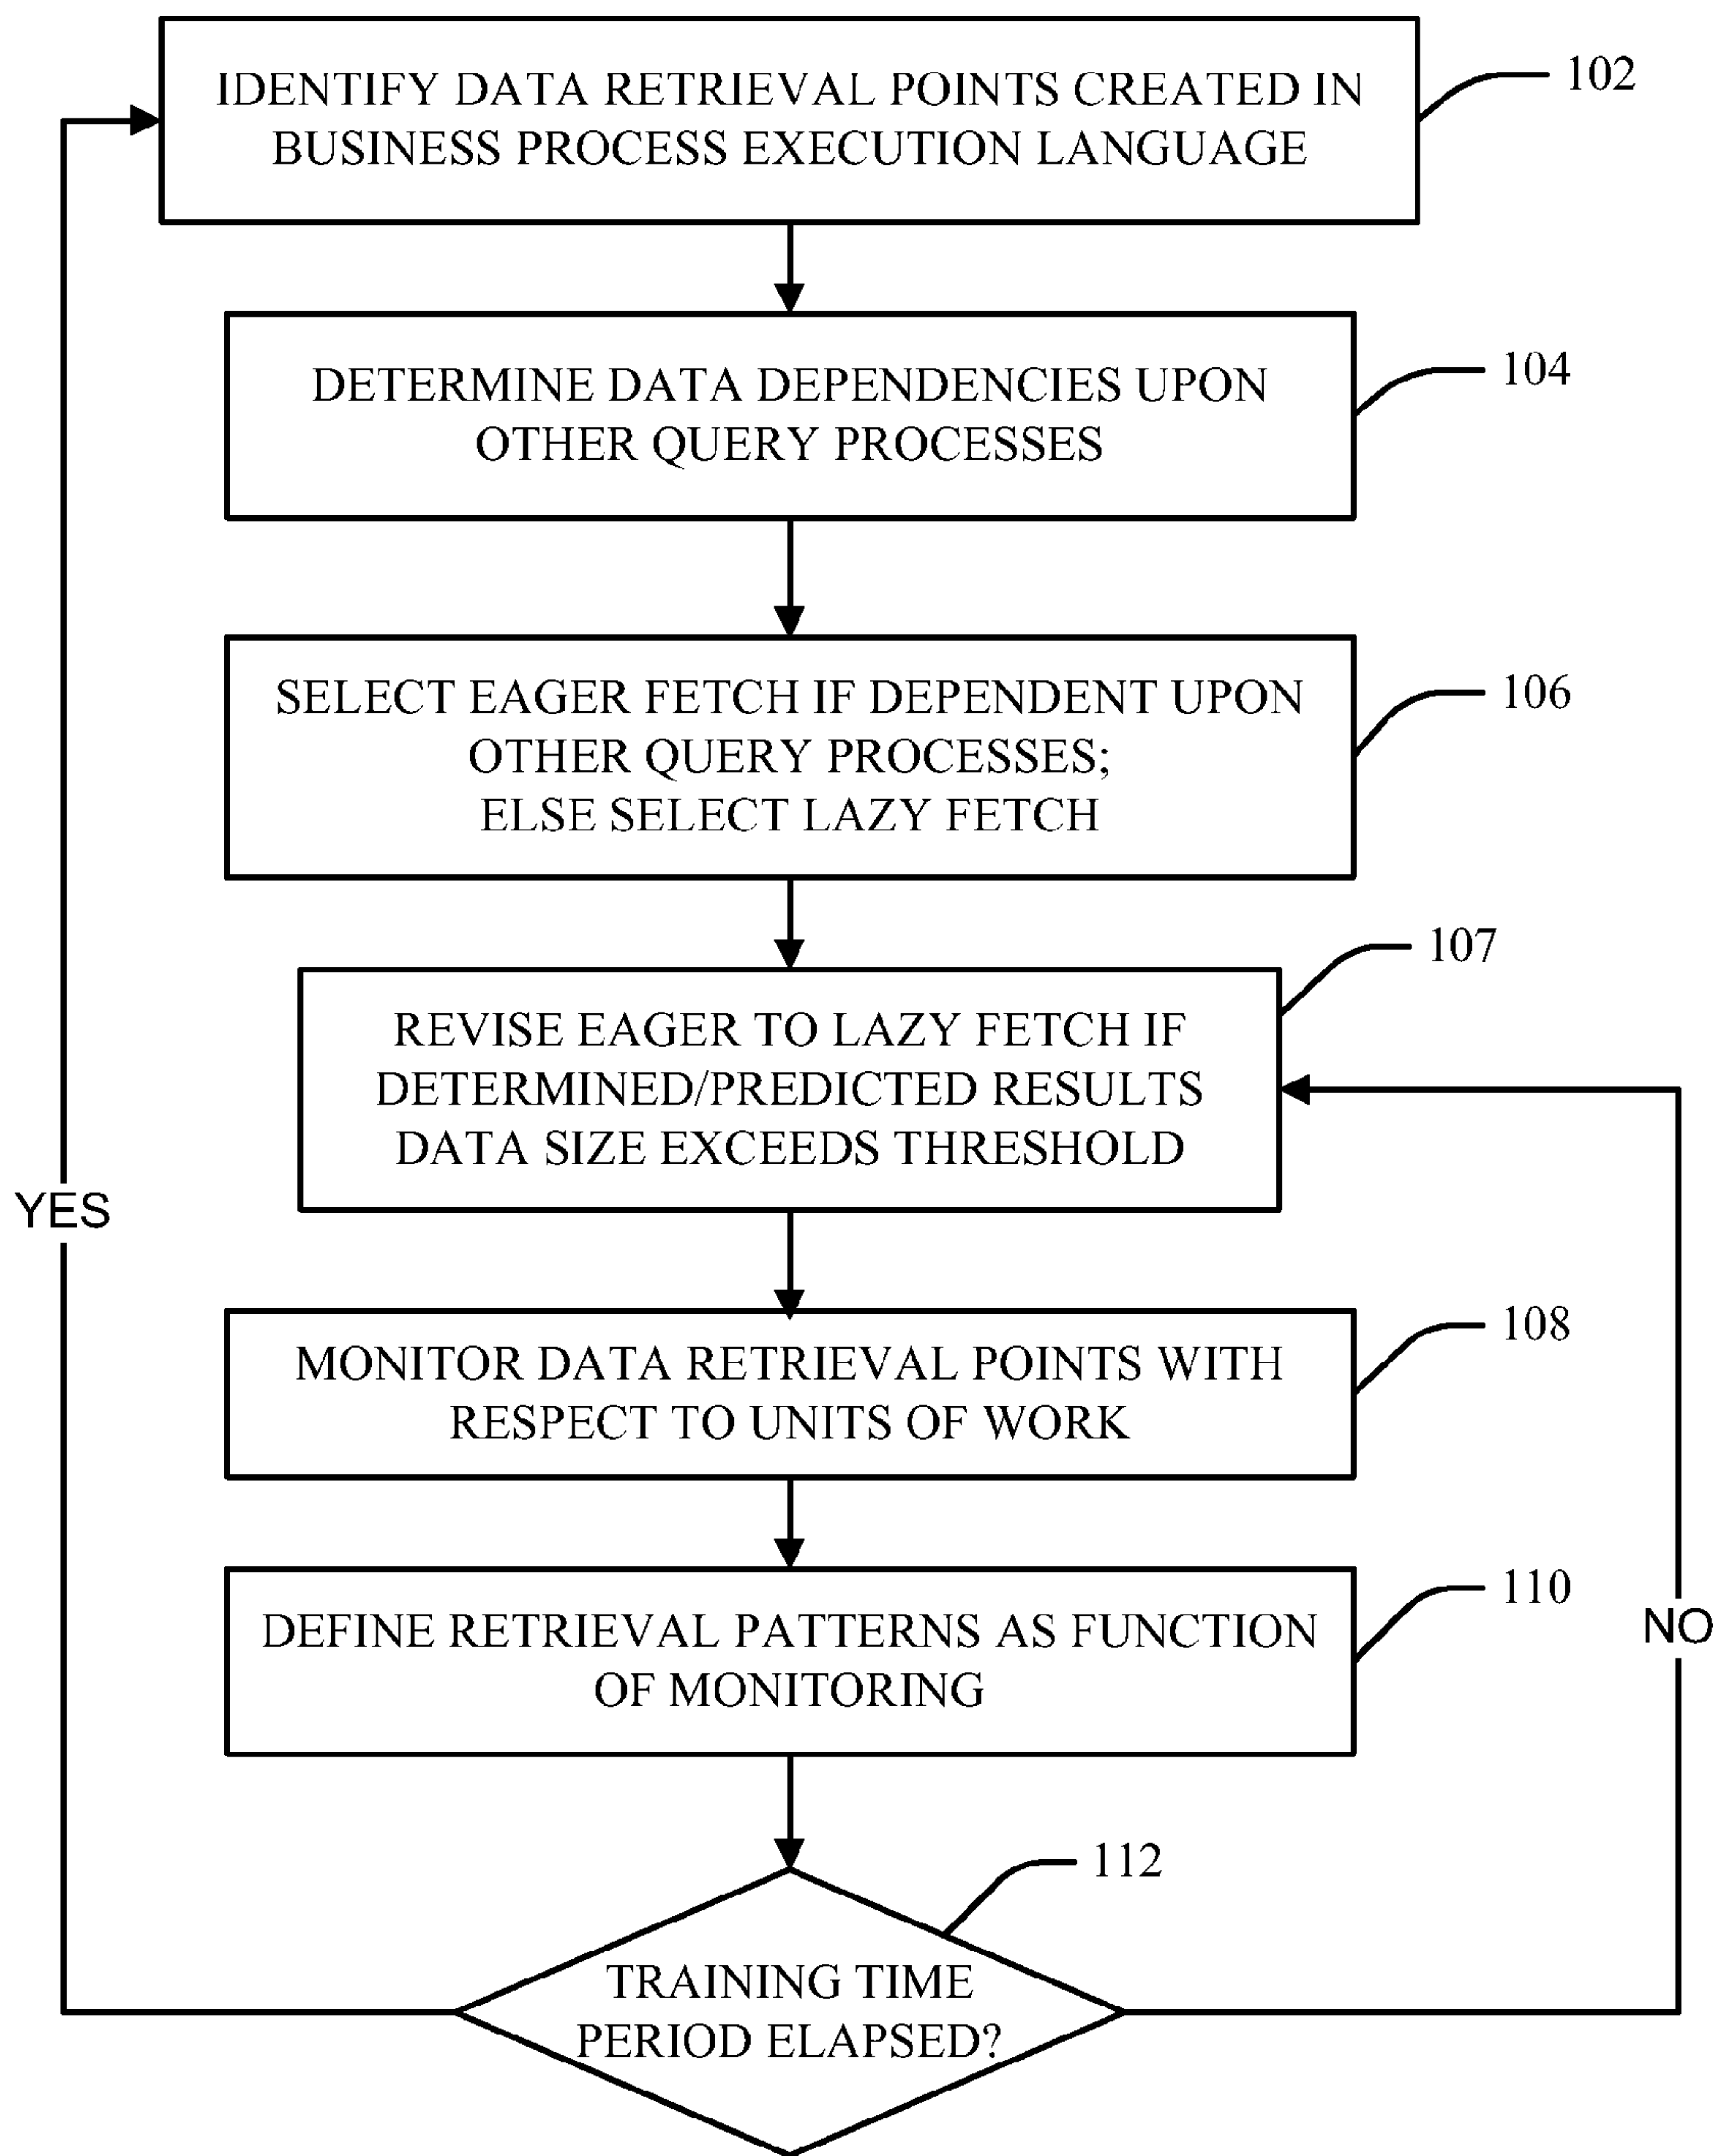 IDENTIFY DATA RETRIEVAL POINTS CREATED IN
BUSINESS PROCESS EXECUTION LANGUAGE
102
DETERMINE DATA DEPENDENCIES UPON
OTHER QUERY PROCESSES
104
SELECT EAGER FETCH IF DEPENDENT UPON
OTHER QUERY PROCESSES;
ELSE SELECT LAZY FETCH
106
107
REVISE EAGER TO LAZY FETCH IF
DETERMINED/PREDICTED RESULTS
DATA SIZE EXCEEDS THRESHOLD
YES
MONITOR DATA RETRIEVAL POINTS WITH
RESPECT TO UNITS OF WORK
108
DEFINE RETRIEVAL PATTERNS AS FUNCTION
OF MONITORING
110
NO
112
TRAINING TIME
PERIOD ELAPSED?